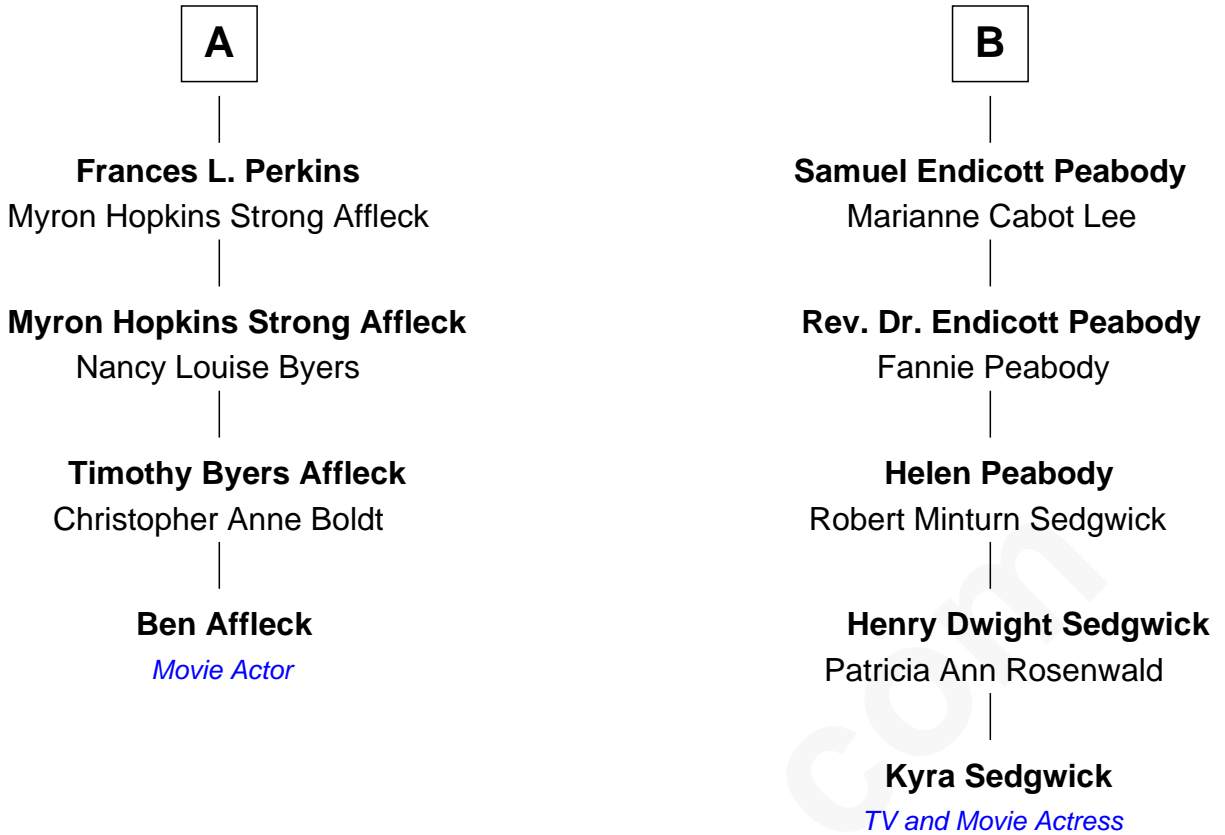 A
Frances L. Perkins
Myron Hopkins Strong Affleck
Myron Hopkins Strong Affleck
Nancy Louise Byers
Timothy Byers Affleck
Christopher Anne Boldt
Ben Affleck
Movie Actor
B
Samuel Endicott Peabody
Marianne Cabot Lee
Rev. Dr. Endicott Peabody
Fannie Peabody
Helen Peabody
Robert Minturn Sedgwick
Henry Dwight Sedgwick
Patricia Ann Rosenwald
Kyra Sedgwick
TV and Movie Actress
com